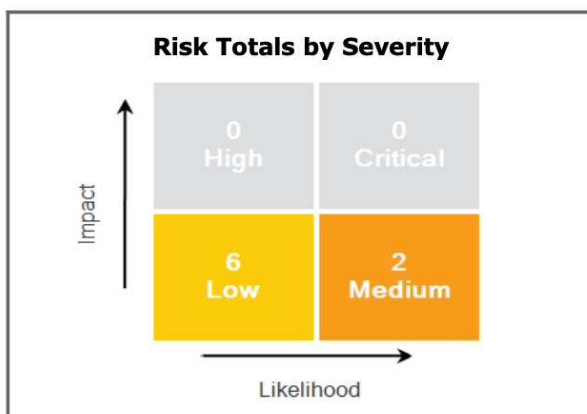 Risk Totals by Severity
Impact
0
High
0
Critical
6
Low
2
Medium
Likelihood